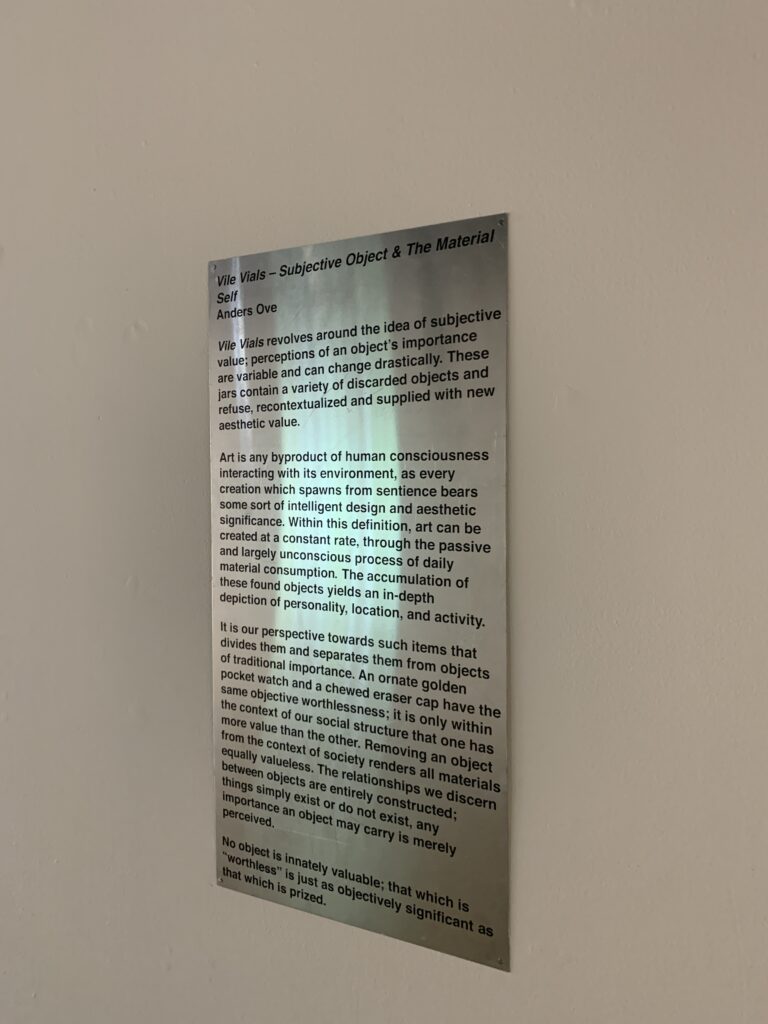 Vile Vials – Subjective Object & The Material
Self
Anders Ove
Vile Vials revolves around the idea of subjective
value; perceptions of an object's importance
are variable and can change drastically. These
jars contain a variety of discarded objects and
refuse, recontextualized and supplied with new
aesthetic value.
Art is any byproduct of human consciousness
interacting with its environment, as every
creation which spawns from sentience bears
some sort of intelligent design and aesthetic
significance. Within this definition, art can be
created at a constant rate, through the passive
and largely unconscious process of daily
material consumption. The accumulation of
these found objects yields an in-depth
depiction of personality, location, and activity.
It is our perspective towards such items that
divides them and separates them from objects
of traditional importance. An ornate golden
pocket watch and a chewed eraser cap have the
same objective worthlessness; it is only within
the context of our social structure that one has
more value than the other. Removing an object
from the context of society renders all materials
equally valueless. The relationships we discern
between objects are entirely constructed;
things simply exist or do not exist, any
importance an object may carry is merely
perceived.
No object is innately valuable; that which is
"worthless" is just as objectively significant as
that which is prized.